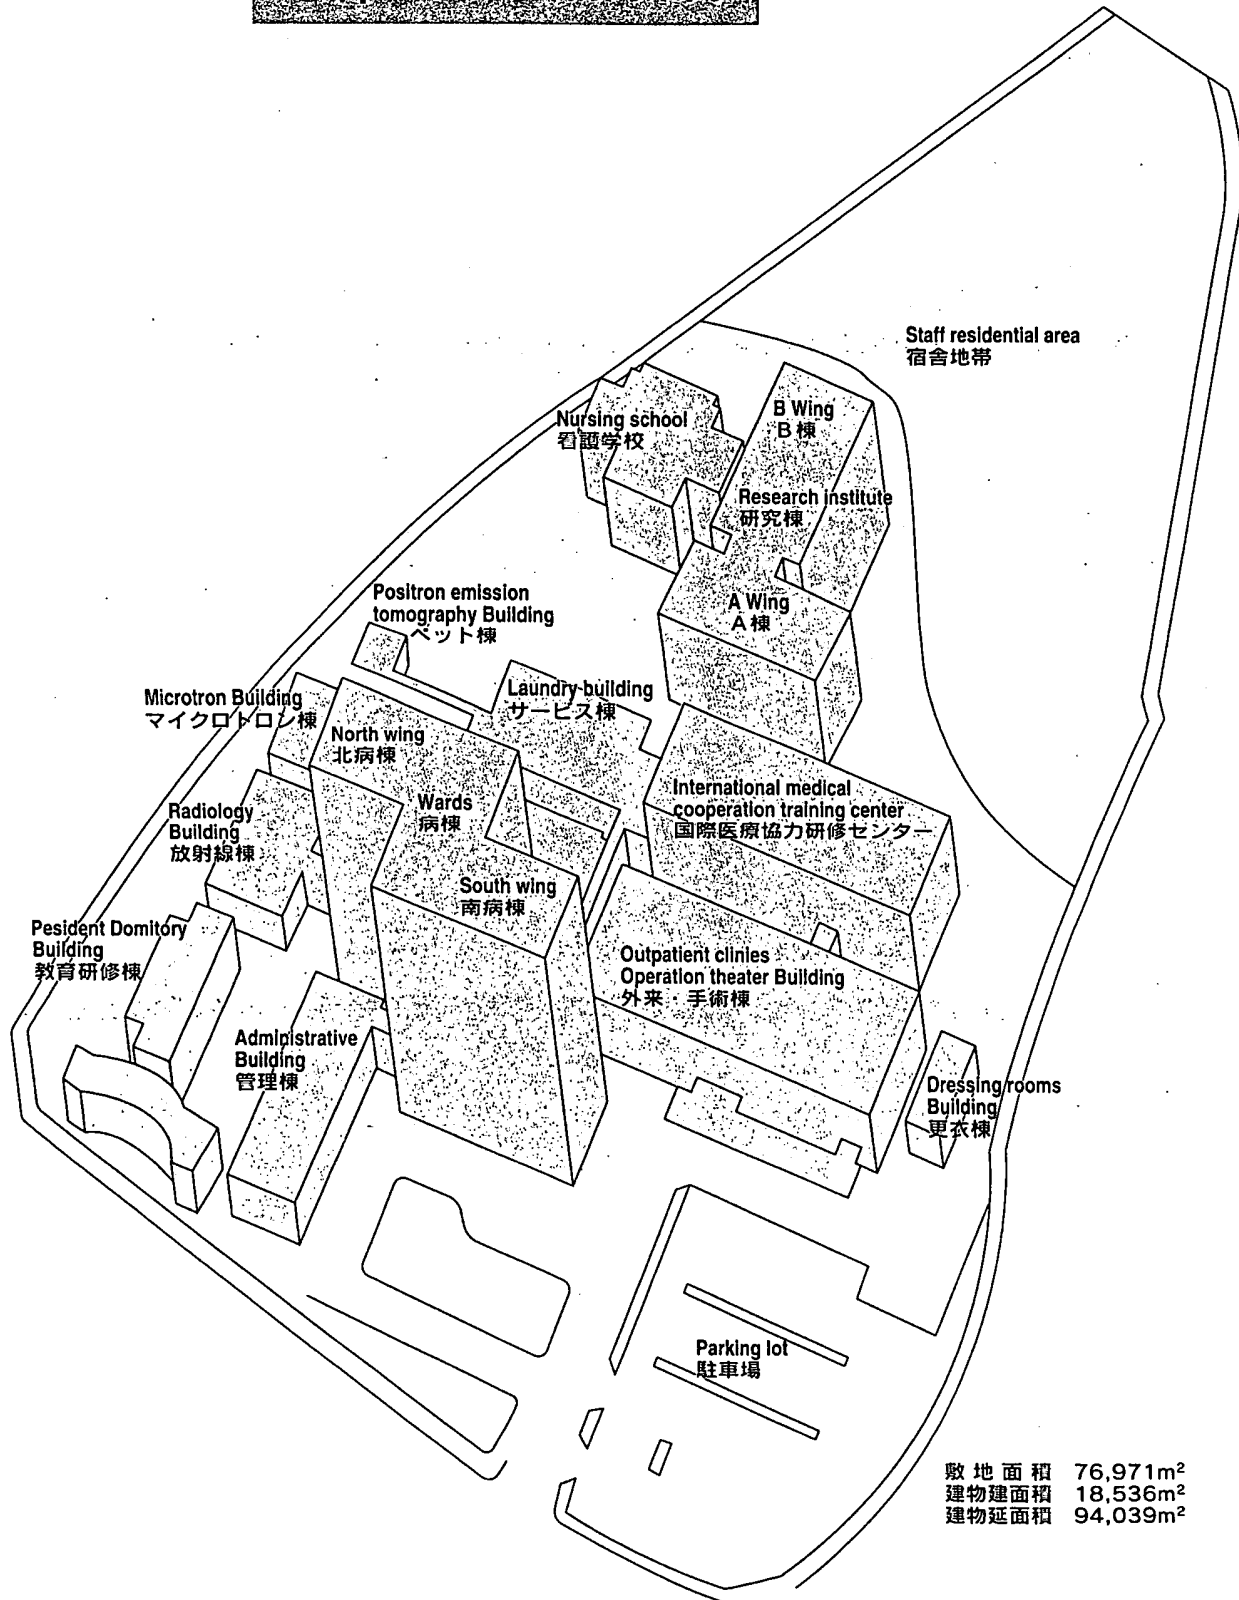 Staff residential area
宿舎地帯
Nursing school
看護学校
B Wing
B棟
Research institute
研究棟
A Wing
A棟
Positron emission
tomography Building
ペット棟
Microtron Building
マイクロトロン棟
Laundry building
サービス棟
North wing
北病棟
Wards
病棟
International medical
cooperation training center
国際医療協力研修センター
Radiology
Building
放射線棟
South wing
南病棟
Pesident Domitory
Building
教育研修棟
Outpatient clinies
Operation theater Building
外来・手術棟
Administrative
Building
管理棟
Dressing rooms
Building
更衣棟
Parking lot
駐車場
敷地面積 76,971m²
建物建面積 18,536m²
建物延面積 94,039m²